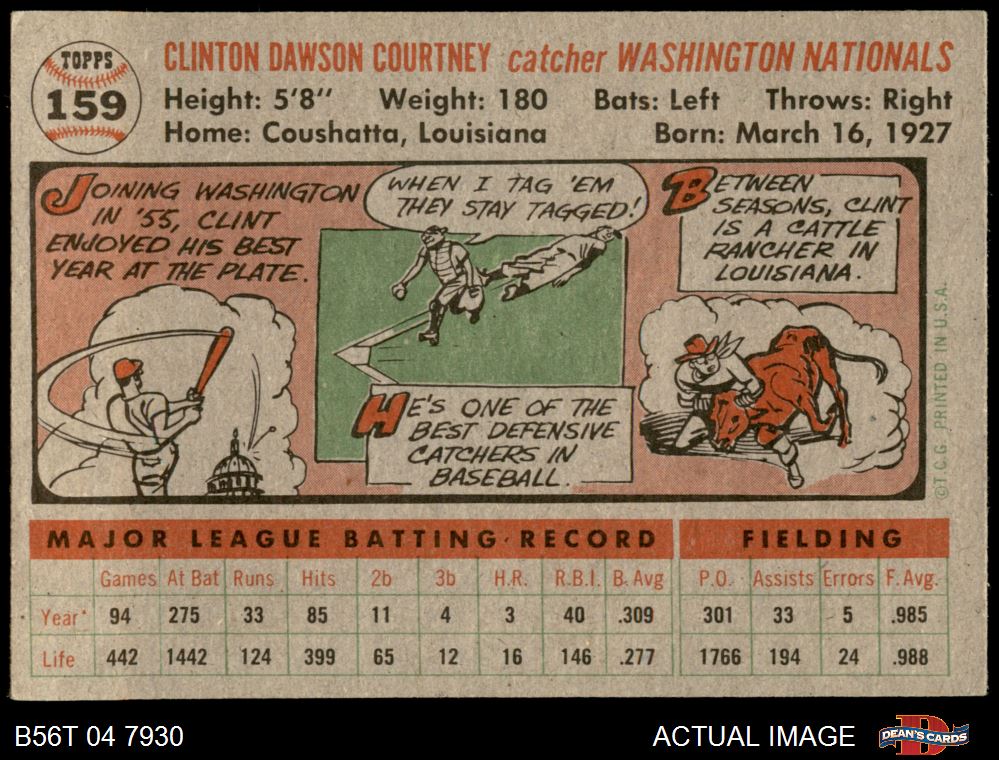 TOPPS
159
CLINTON DAWSON COURTNEY catcher WASHINGTON NATIONALS
Height: 5'8" Weight: 180 Bats: Left Throws: Right
Home: Coushatta, Louisiana Born: March 16, 1927
JOINING WASHINGTON
IN '55, CLINT
ENJOYED HIS BEST
YEAR AT THE PLATE.
WHEN I TAG 'EM
THEY STAY TAGGED!
HE'S ONE OF THE
BEST DEFENSIVE
CATCHERS IN
BASEBALL.
BETWEEN
SEASONS, CLINT
IS A CATTLE
RANCHER IN
LOUISIANA.
©T.C.G. PRINTED IN U.S.A.
MAJOR LEAGUE BATTING RECORD FIELDING
Games At Bat Runs Hits 2b 3b H.R. R.B.I. B. Avg P.O. Assists Errors F. Avg.
Year* 94 275 33 85 11 4 3 40 .309 301 33 5 .985
Life 442 1442 124 399 65 12 16 146 .277 1766 194 24 .988
B56T 04 7930 ACTUAL IMAGE DEAN'S CARDS